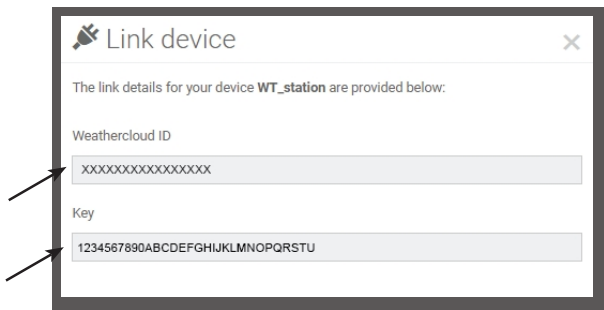 Link device
The link details for your device WT_station are provided below:
Weathercloud ID
XXXXXXXXXXXXXXXX
Key
1234567890ABCDEFGHIJKLMNOPQRSTU